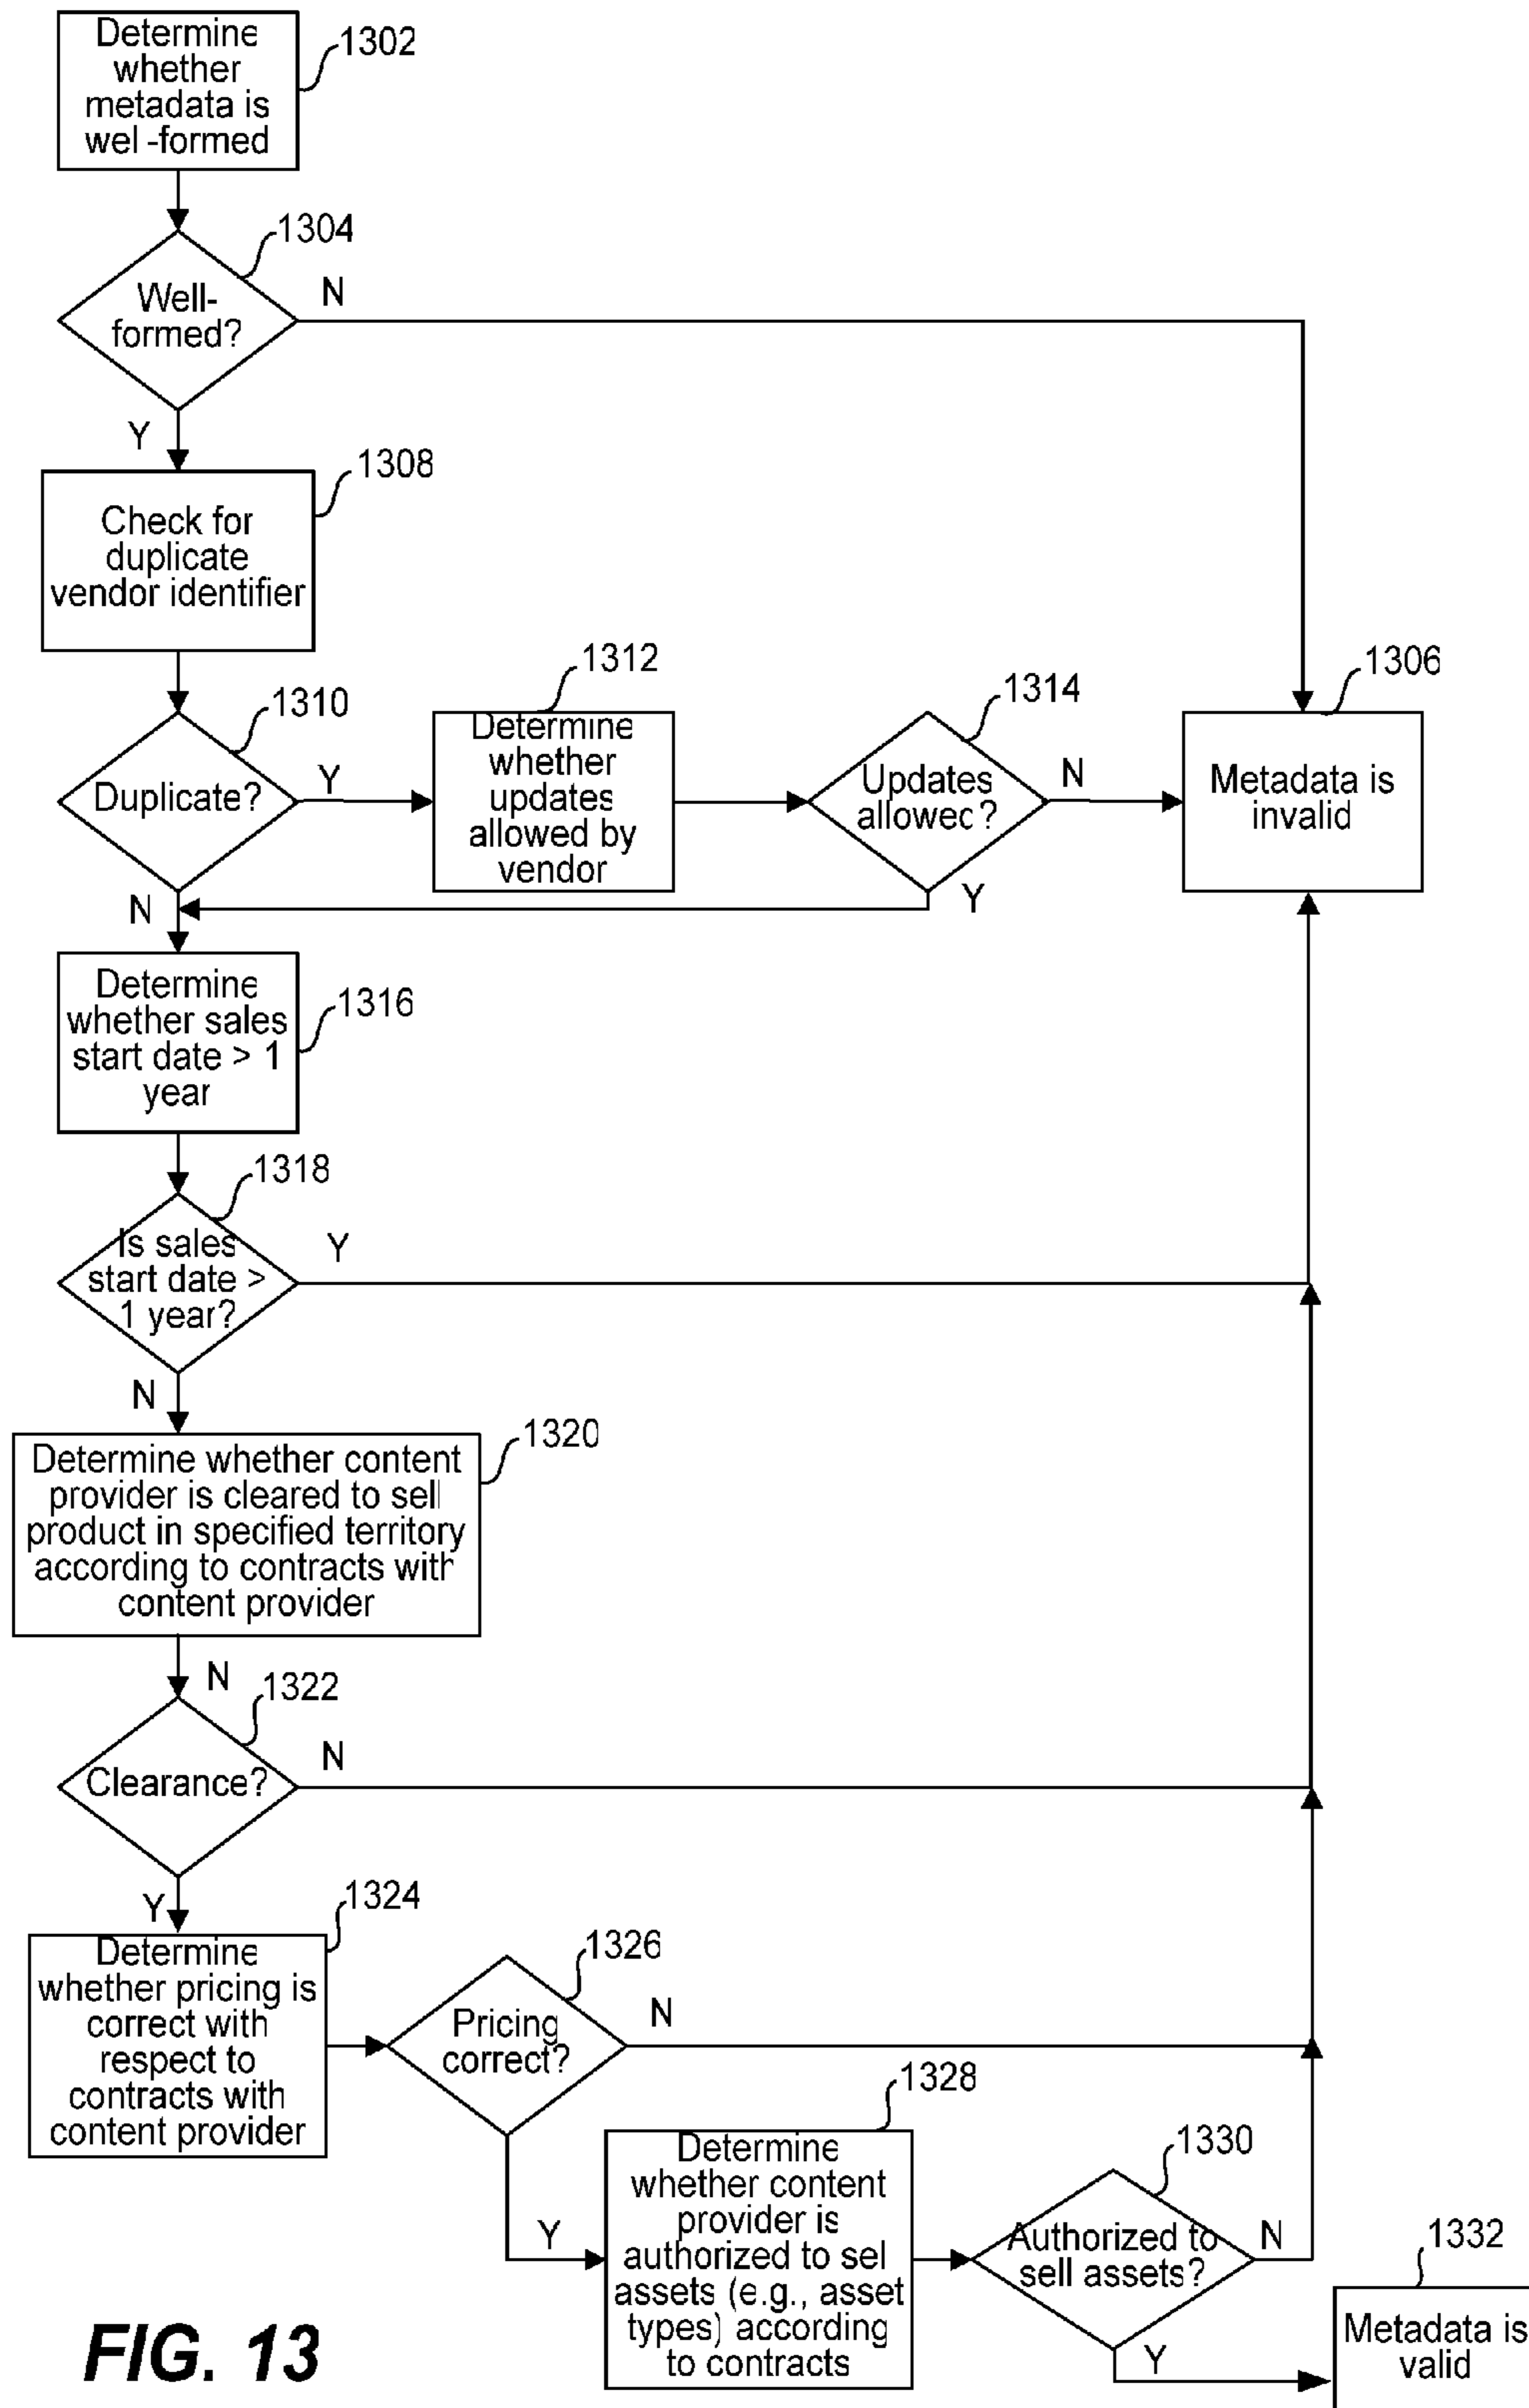 Determine
whether
metadata is
wel -formed
1302
1304
Well-
formed?
N
Y
1308
Check for
duplicate
vendor identifier
1310
Duplicate?
Y
N
1312
Determine
whether
updates
allowed by
vendor
1314
Updates
allowed?
N
Y
1306
Metadata is
invalid
Determine
whether sales
start date > 1
year
1316
1318
Is sales
start date >
1 year?
Y
N
1320
Determine whether content
provider is cleared to sell
product in specified territory
according to contracts with
content provider
N
1322
Clearance?
N
Y
1324
Determine
whether pricing is
correct with
respect to
contracts with
content provider
1326
Pricing
correct?
N
Y
1328
Determine
whether content
provider is
authorized to sel
assets (e.g., asset
types) according
to contracts
1330
Authorized to
sell assets?
N
Y
1332
Metadata is
valid
FIG. 13